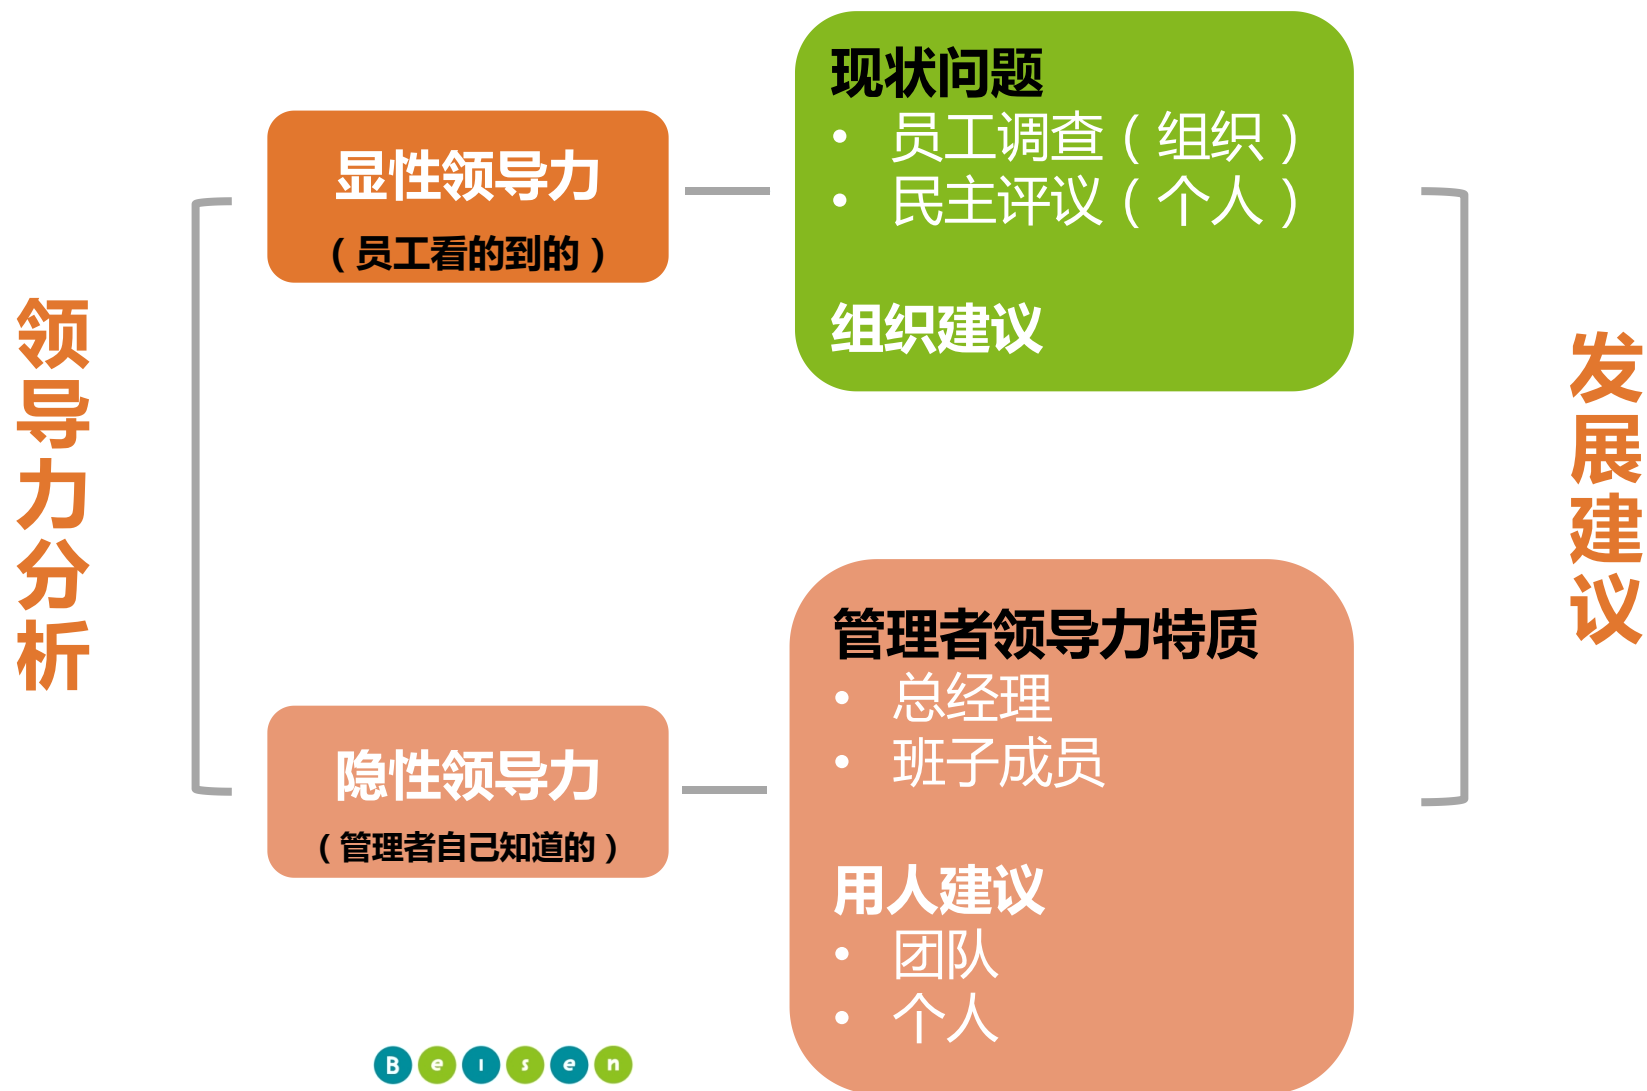 领导力分析
显性领导力
（员工看的到的）
现状问题
• 员工调查（组织）
• 民主评议（个人）
组织建议
隐性领导力
（管理者自己知道的）
管理者领导力特质
• 总经理
• 班子成员
用人建议
• 团队
• 个人
发展建议
Beisen